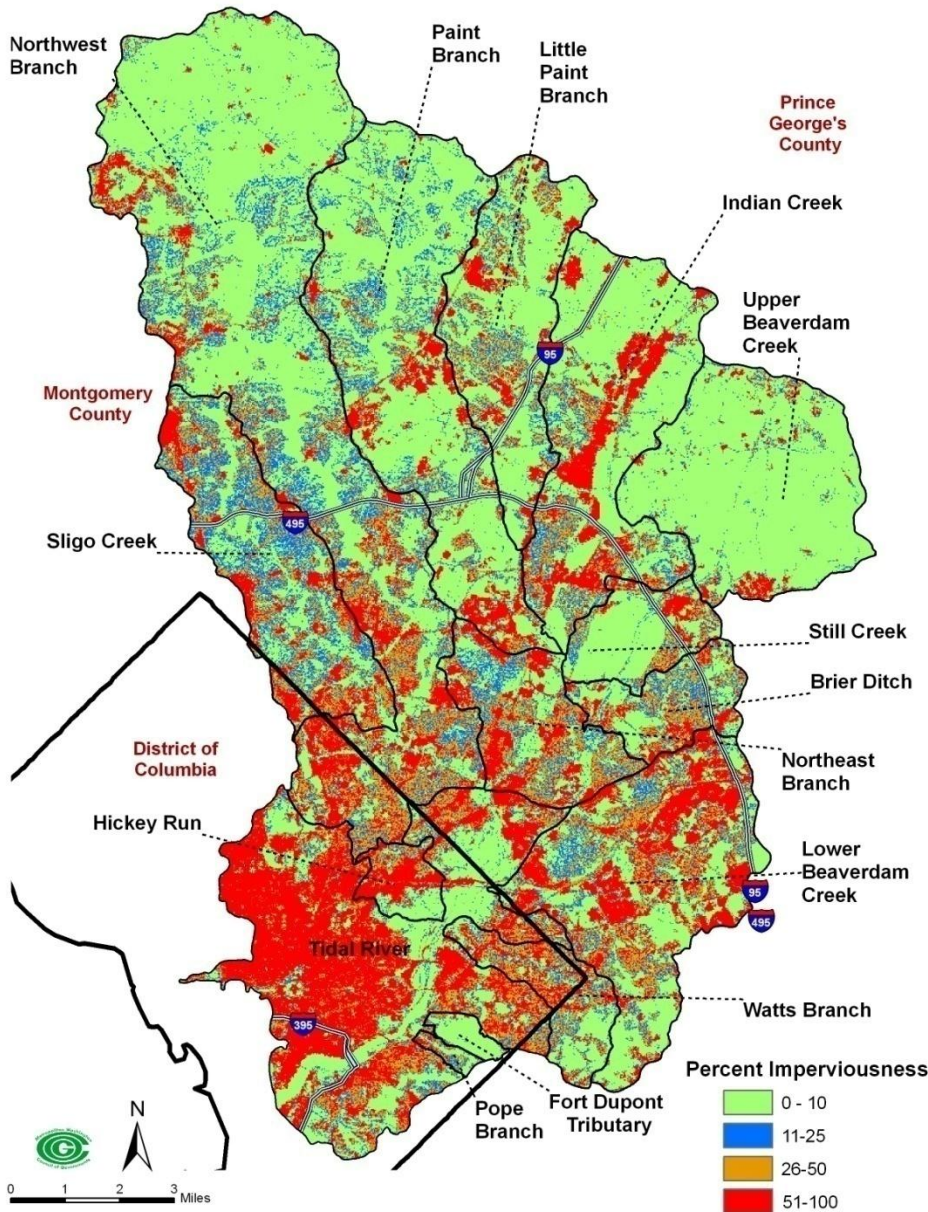 Northwest
Branch
Paint
Branch
Little
Paint
Branch
Prince
George's
County
Indian Creek
Upper
Beaverdam
Creek
95
Montgomery
County
495
Sligo Creek
Still Creek
Brier Ditch
District of
Columbia
Northeast
Branch
Hickey Run
Lower
Beaverdam
Creek
95
495
Tidal River
Watts Branch
395
Percent Imperviousness
0 - 10
11-25
26-50
51-100
Pope
Branch
Fort Dupont
Tributary
N
0 1 2 3 Miles